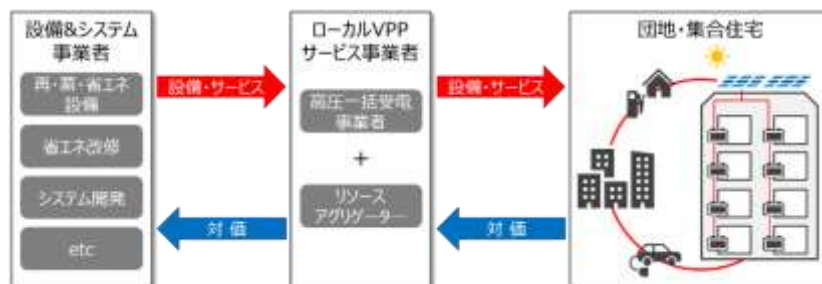 設備&システム
事業者
再・蓄・省エネ
設備
省エネ改修
システム開発
etc
設備・サービス
対 価
ローカルVPP
サービス事業者
高圧一括受電
事業者
+
リソース
アグリゲーター
設備・サービス
対 価
団地・集合住宅